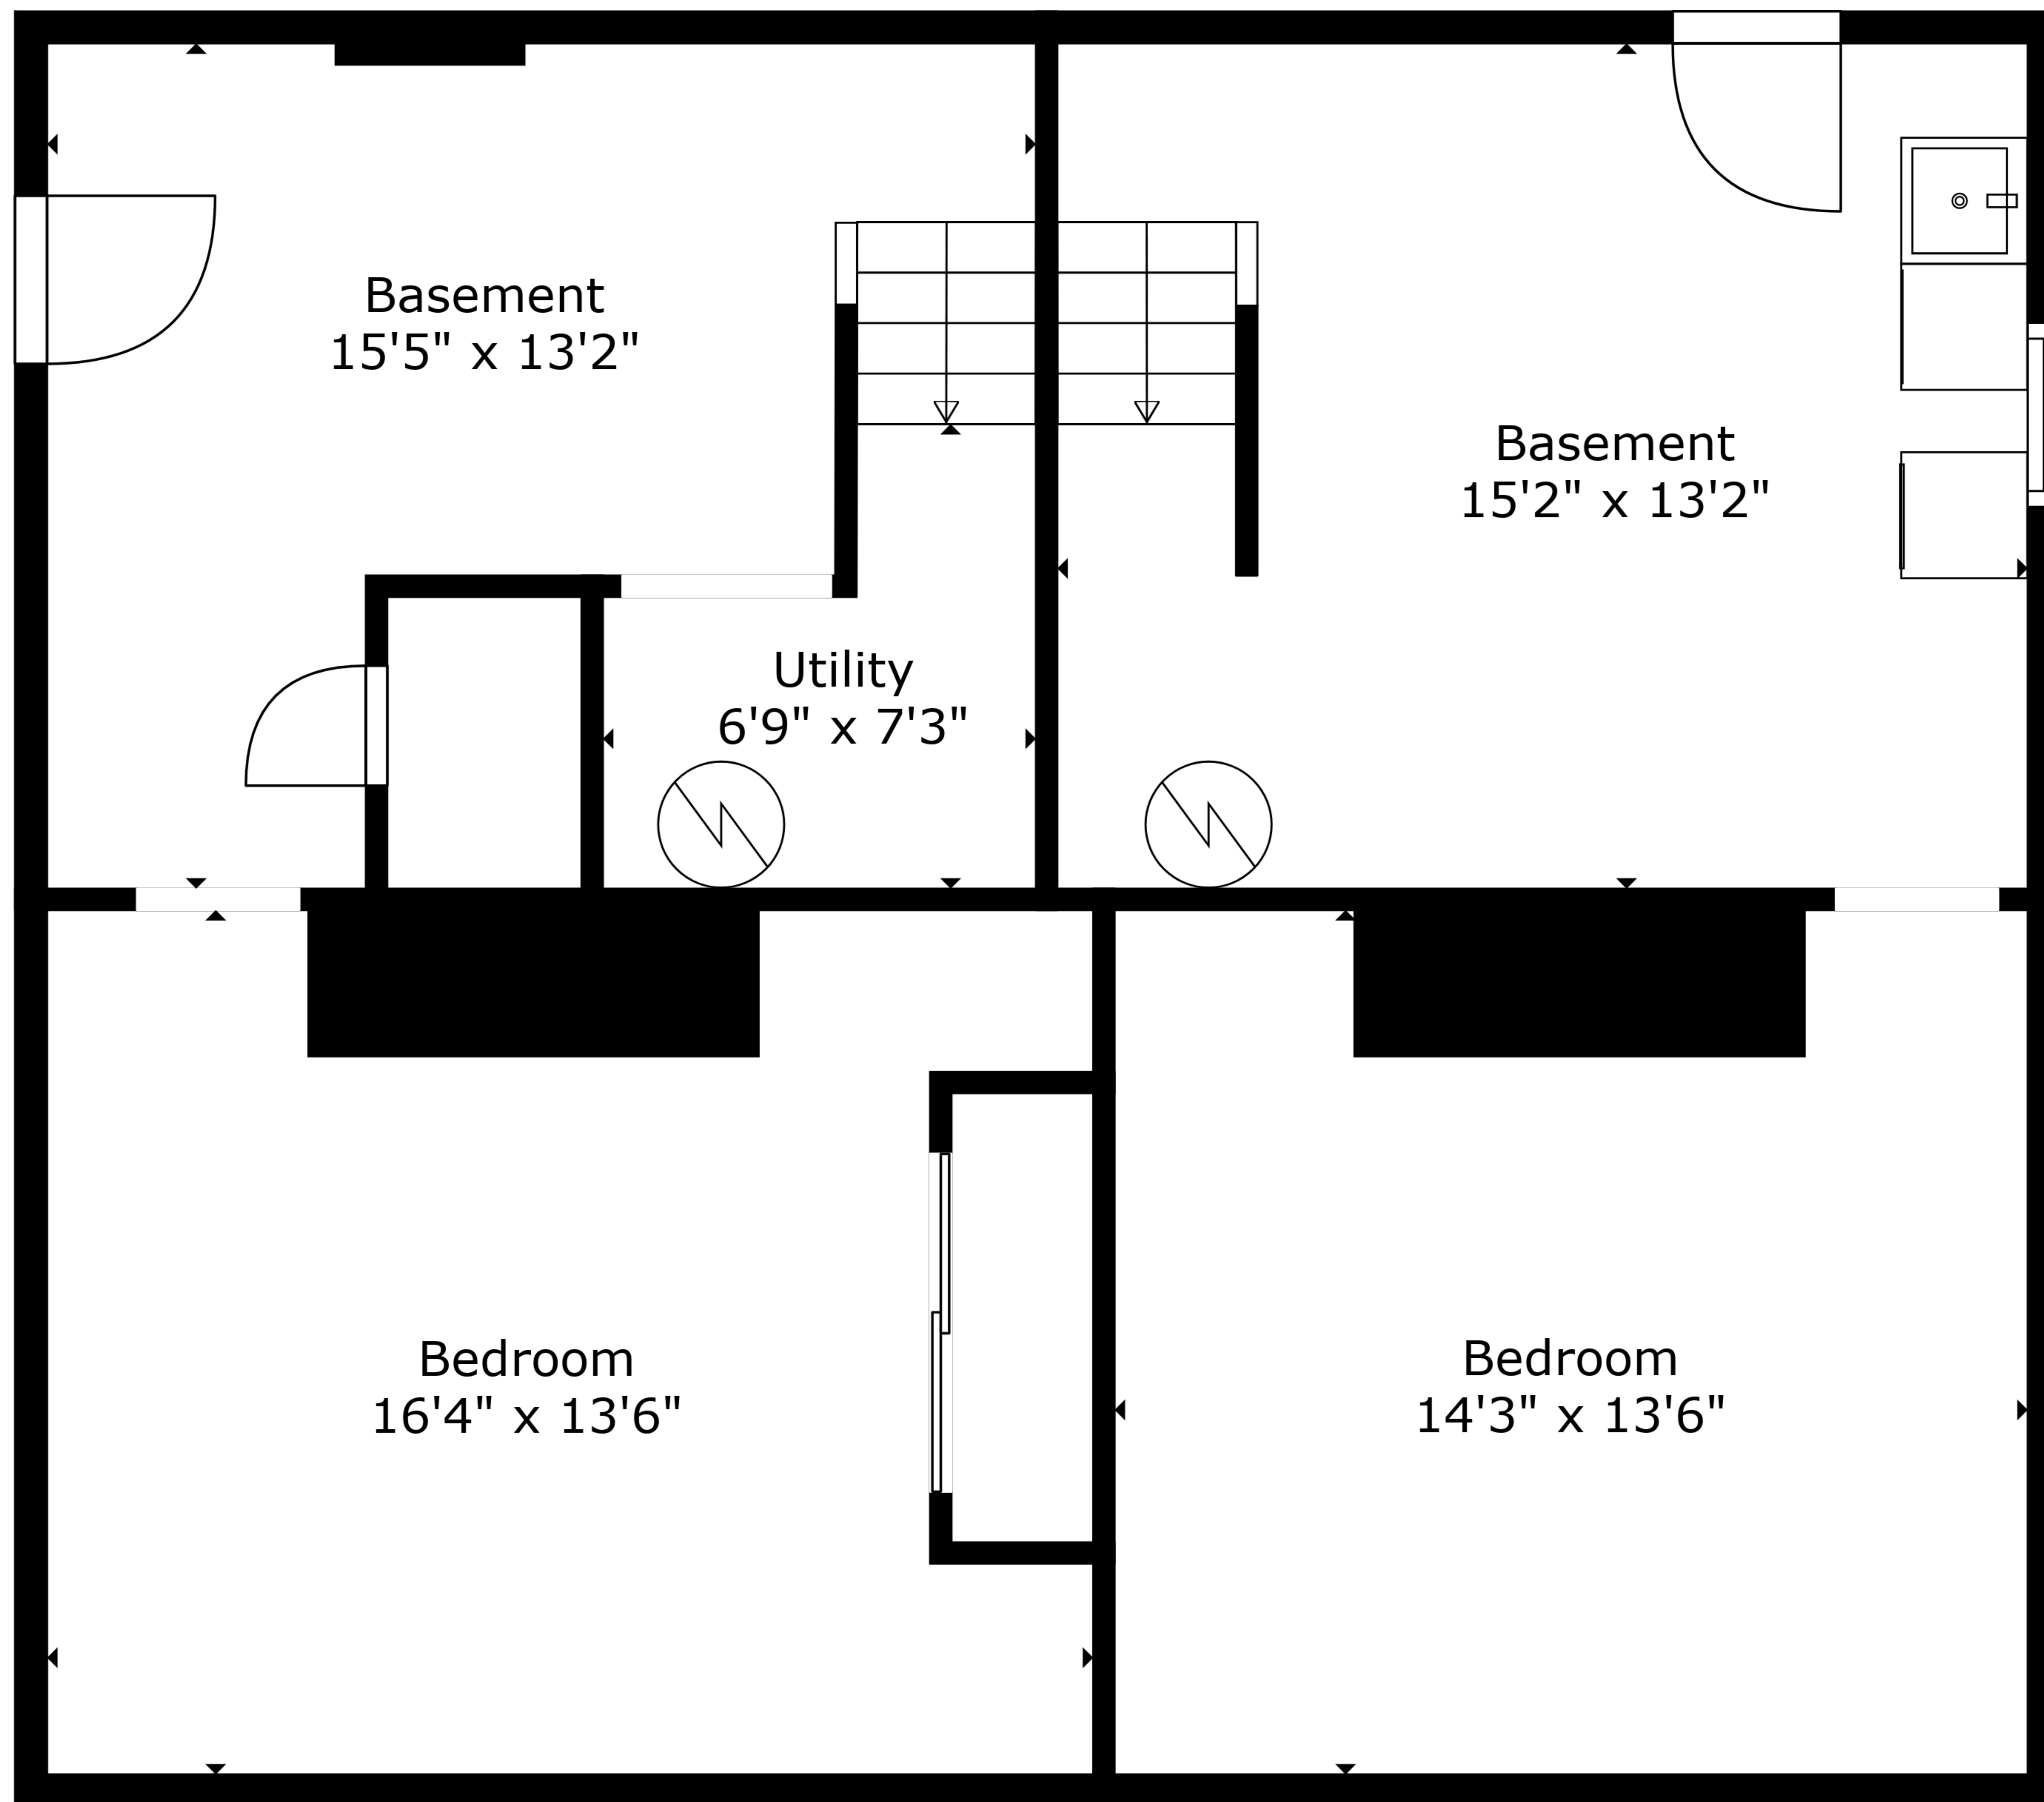 Basement
15'5" x 13'2"
Basement
15'2" x 13'2"
Utility
6'9" x 7'3"
Bedroom
16'4" x 13'6"
Bedroom
14'3" x 13'6"